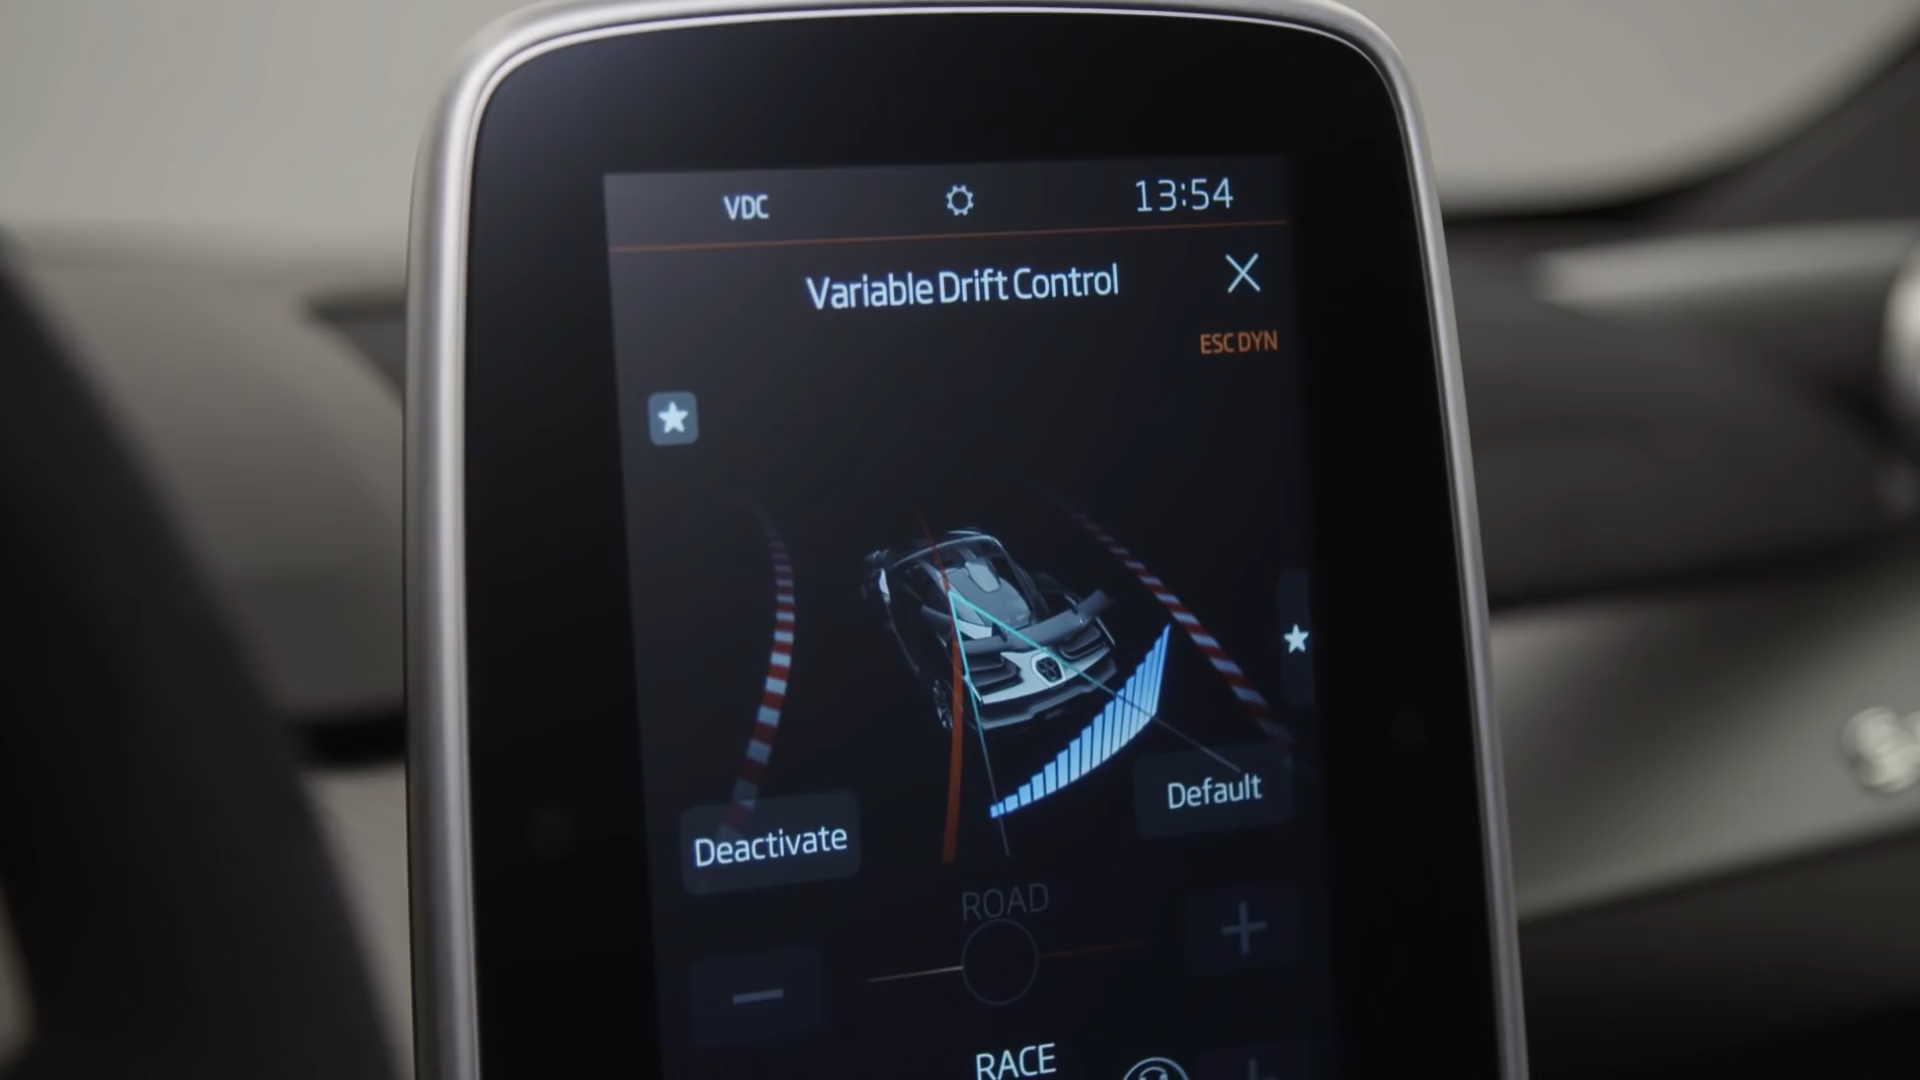 VDC
13:54
Variable Drift Control
ESC DYN
Default
Deactivate
ROAD
RACE